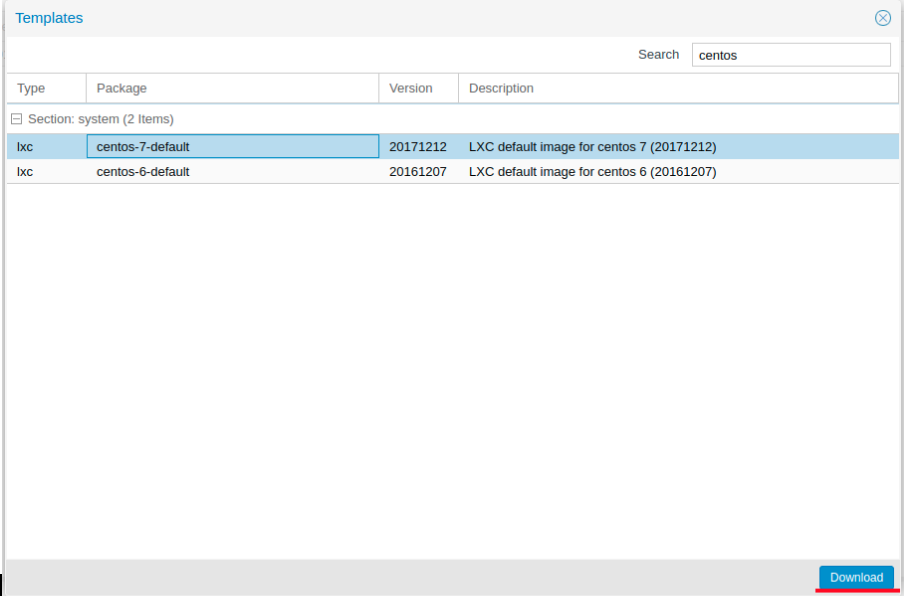 Templates
Search centos
Type Package Version Description
Section: system (2 Items)
lxc centos-7-default 20171212 LXC default image for centos 7 (20171212)
lxc centos-6-default 20161207 LXC default image for centos 6 (20161207)
Download